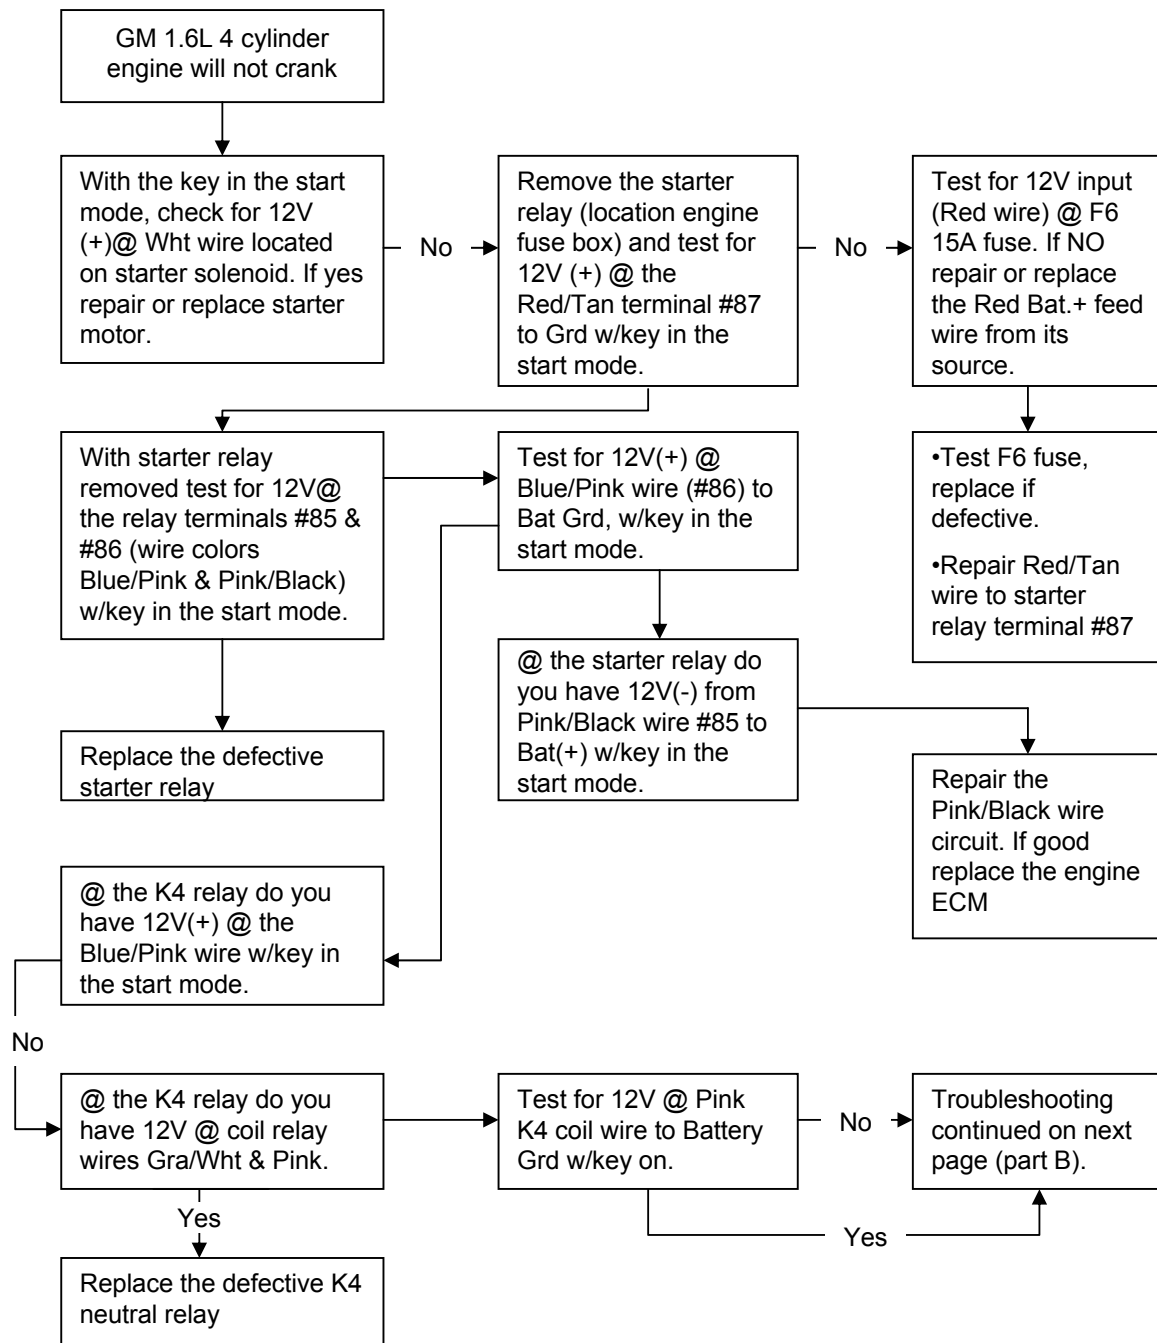 GM 1.6L 4 cylinder
engine will not crank
With the key in the start
mode, check for 12V
(+)@ Wht wire located
on starter solenoid. If yes
repair or replace starter
motor.
No
Remove the starter
relay (location engine
fuse box) and test for
12V (+) @ the
Red/Tan terminal #87
to Grd w/key in the
start mode.
No
Test for 12V input
(Red wire) @ F6
15A fuse. If NO
repair or replace
the Red Bat.+ feed
wire from its
source.
With starter relay
removed test for 12V@
the relay terminals #85 &
#86 (wire colors
Blue/Pink & Pink/Black)
w/key in the start mode.
Test for 12V(+) @
Blue/Pink wire (#86) to
Bat Grd, w/key in the
start mode.
•Test F6 fuse,
replace if
defective.
•Repair Red/Tan
wire to starter
relay terminal #87
@ the starter relay do
you have 12V(-) from
Pink/Black wire #85 to
Bat(+) w/key in the
start mode.
Replace the defective
starter relay
Repair the
Pink/Black wire
circuit. If good
replace the engine
ECM
@ the K4 relay do you
have 12V(+) @ the
Blue/Pink wire w/key in
the start mode.
No
@ the K4 relay do you
have 12V @ coil relay
wires Gra/Wht & Pink.
Test for 12V @ Pink
K4 coil wire to Battery
Grd w/key on.
No
Troubleshooting
continued on next
page (part B).
Yes
Yes
Replace the defective K4
neutral relay